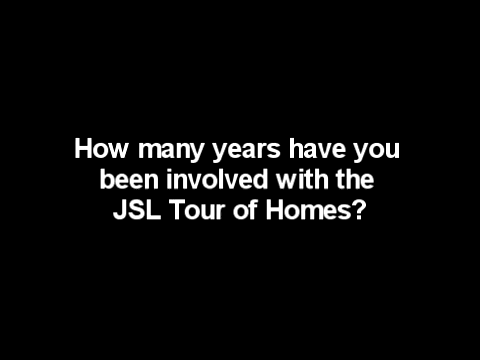 How many years have you
been involved with the
JSL Tour of Homes?